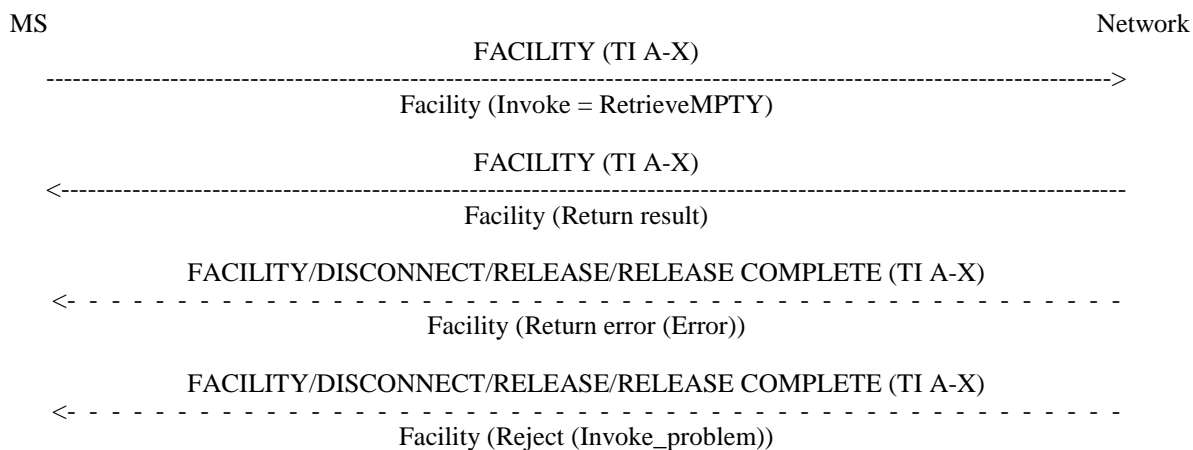 MS Network
FACILITY (TI A-X)
Facility (Invoke = RetrieveMPTY)
FACILITY (TI A-X)
Facility (Return result)
FACILITY/DISCONNECT/RELEASE/RELEASE COMPLETE (TI A-X)
Facility (Return error (Error))
FACILITY/DISCONNECT/RELEASE/RELEASE COMPLETE (TI A-X)
Facility (Reject (Invoke_problem))